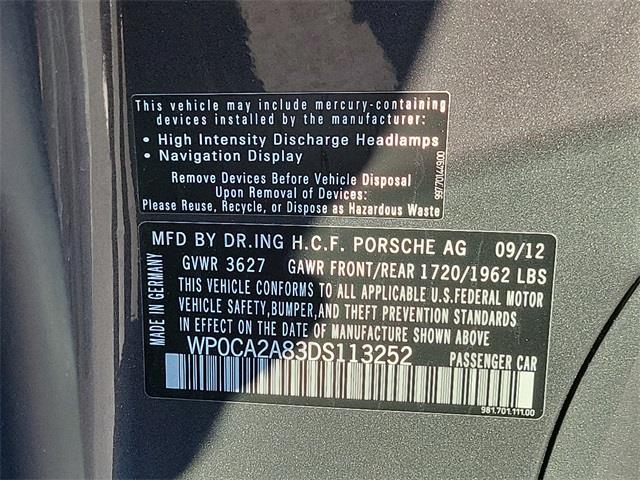 This vehicle may include mercury-containing
devices installed by the manufacturer:
• High Intensity Discharge Headlamps
• Navigation Display
Remove Devices Before Vehicle Disposal
Upon Removal of Devices:
Please Reuse, Recycle, or Dispose as Hazardous Waste
99770144900
MFD BY DR.ING H.C.F. PORSCHE AG 09/12
GVWR 3627 GAWR FRONT/REAR 1720/1962 LBS
THIS VEHICLE CONFORMS TO ALL APPLICABLE U.S.FEDERAL MOTOR
VEHICLE SAFETY,BUMPER,AND THEFT PREVENTION STANDARDS
IN EFFECT ON THE DATE OF MANUFACTURE SHOWN ABOVE
WP0CA2A83DS113252 PASSENGER CAR
MADE IN GERMANY
981.701.111.00